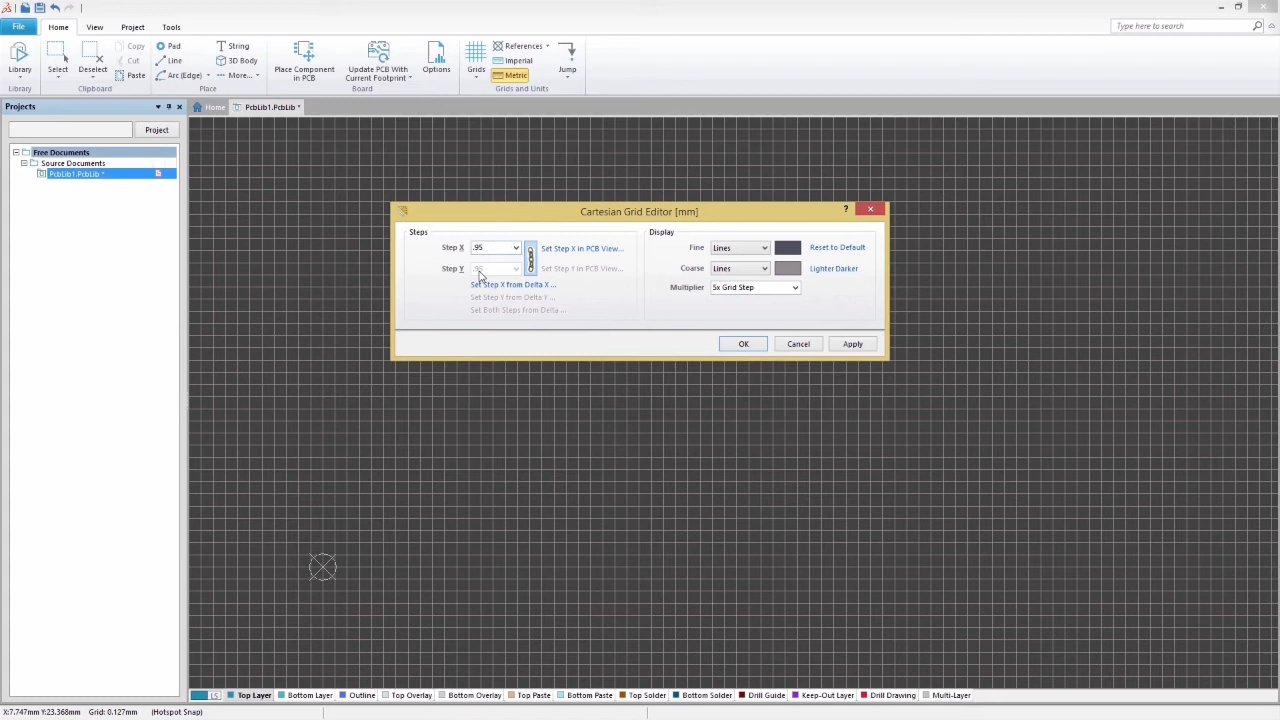 File
Home
View
Project
Tools
Type here to search
Library
Select
Deselect
Copy
Cut
Paste
Pad
Line
Arc (Edge)
String
3D Body
More...
Place Component
in PCB
Update PCB With
Current Footprint
Options
Grids
References
Imperial
Metric
Jump
Library
Clipboard
Place
Board
Grids and Units
Projects
Home
PcbLib1.PcbLib *
Project
Free Documents
Source Documents
PcbLib1.PcbLib *
Cartesian Grid Editor [mm]
?
Steps
Step X
.95
Set Step X in PCB View...
Step Y
.95
Set Step Y in PCB View...
Set Step X from Delta X ...
Set Step Y from Delta Y ...
Set Both Steps from Delta ...
Display
Fine
Lines
Reset to Default
Coarse
Lines
Lighter Darker
Multiplier
5x Grid Step
OK
Cancel
Apply
LS
Top Layer
Bottom Layer
Outline
Top Overlay
Bottom Overlay
Top Paste
Bottom Paste
Top Solder
Bottom Solder
Drill Guide
Keep-Out Layer
Drill Drawing
Multi-Layer
X:7.747mm Y:23.368mm Grid: 0.127mm (Hotspot Snap)